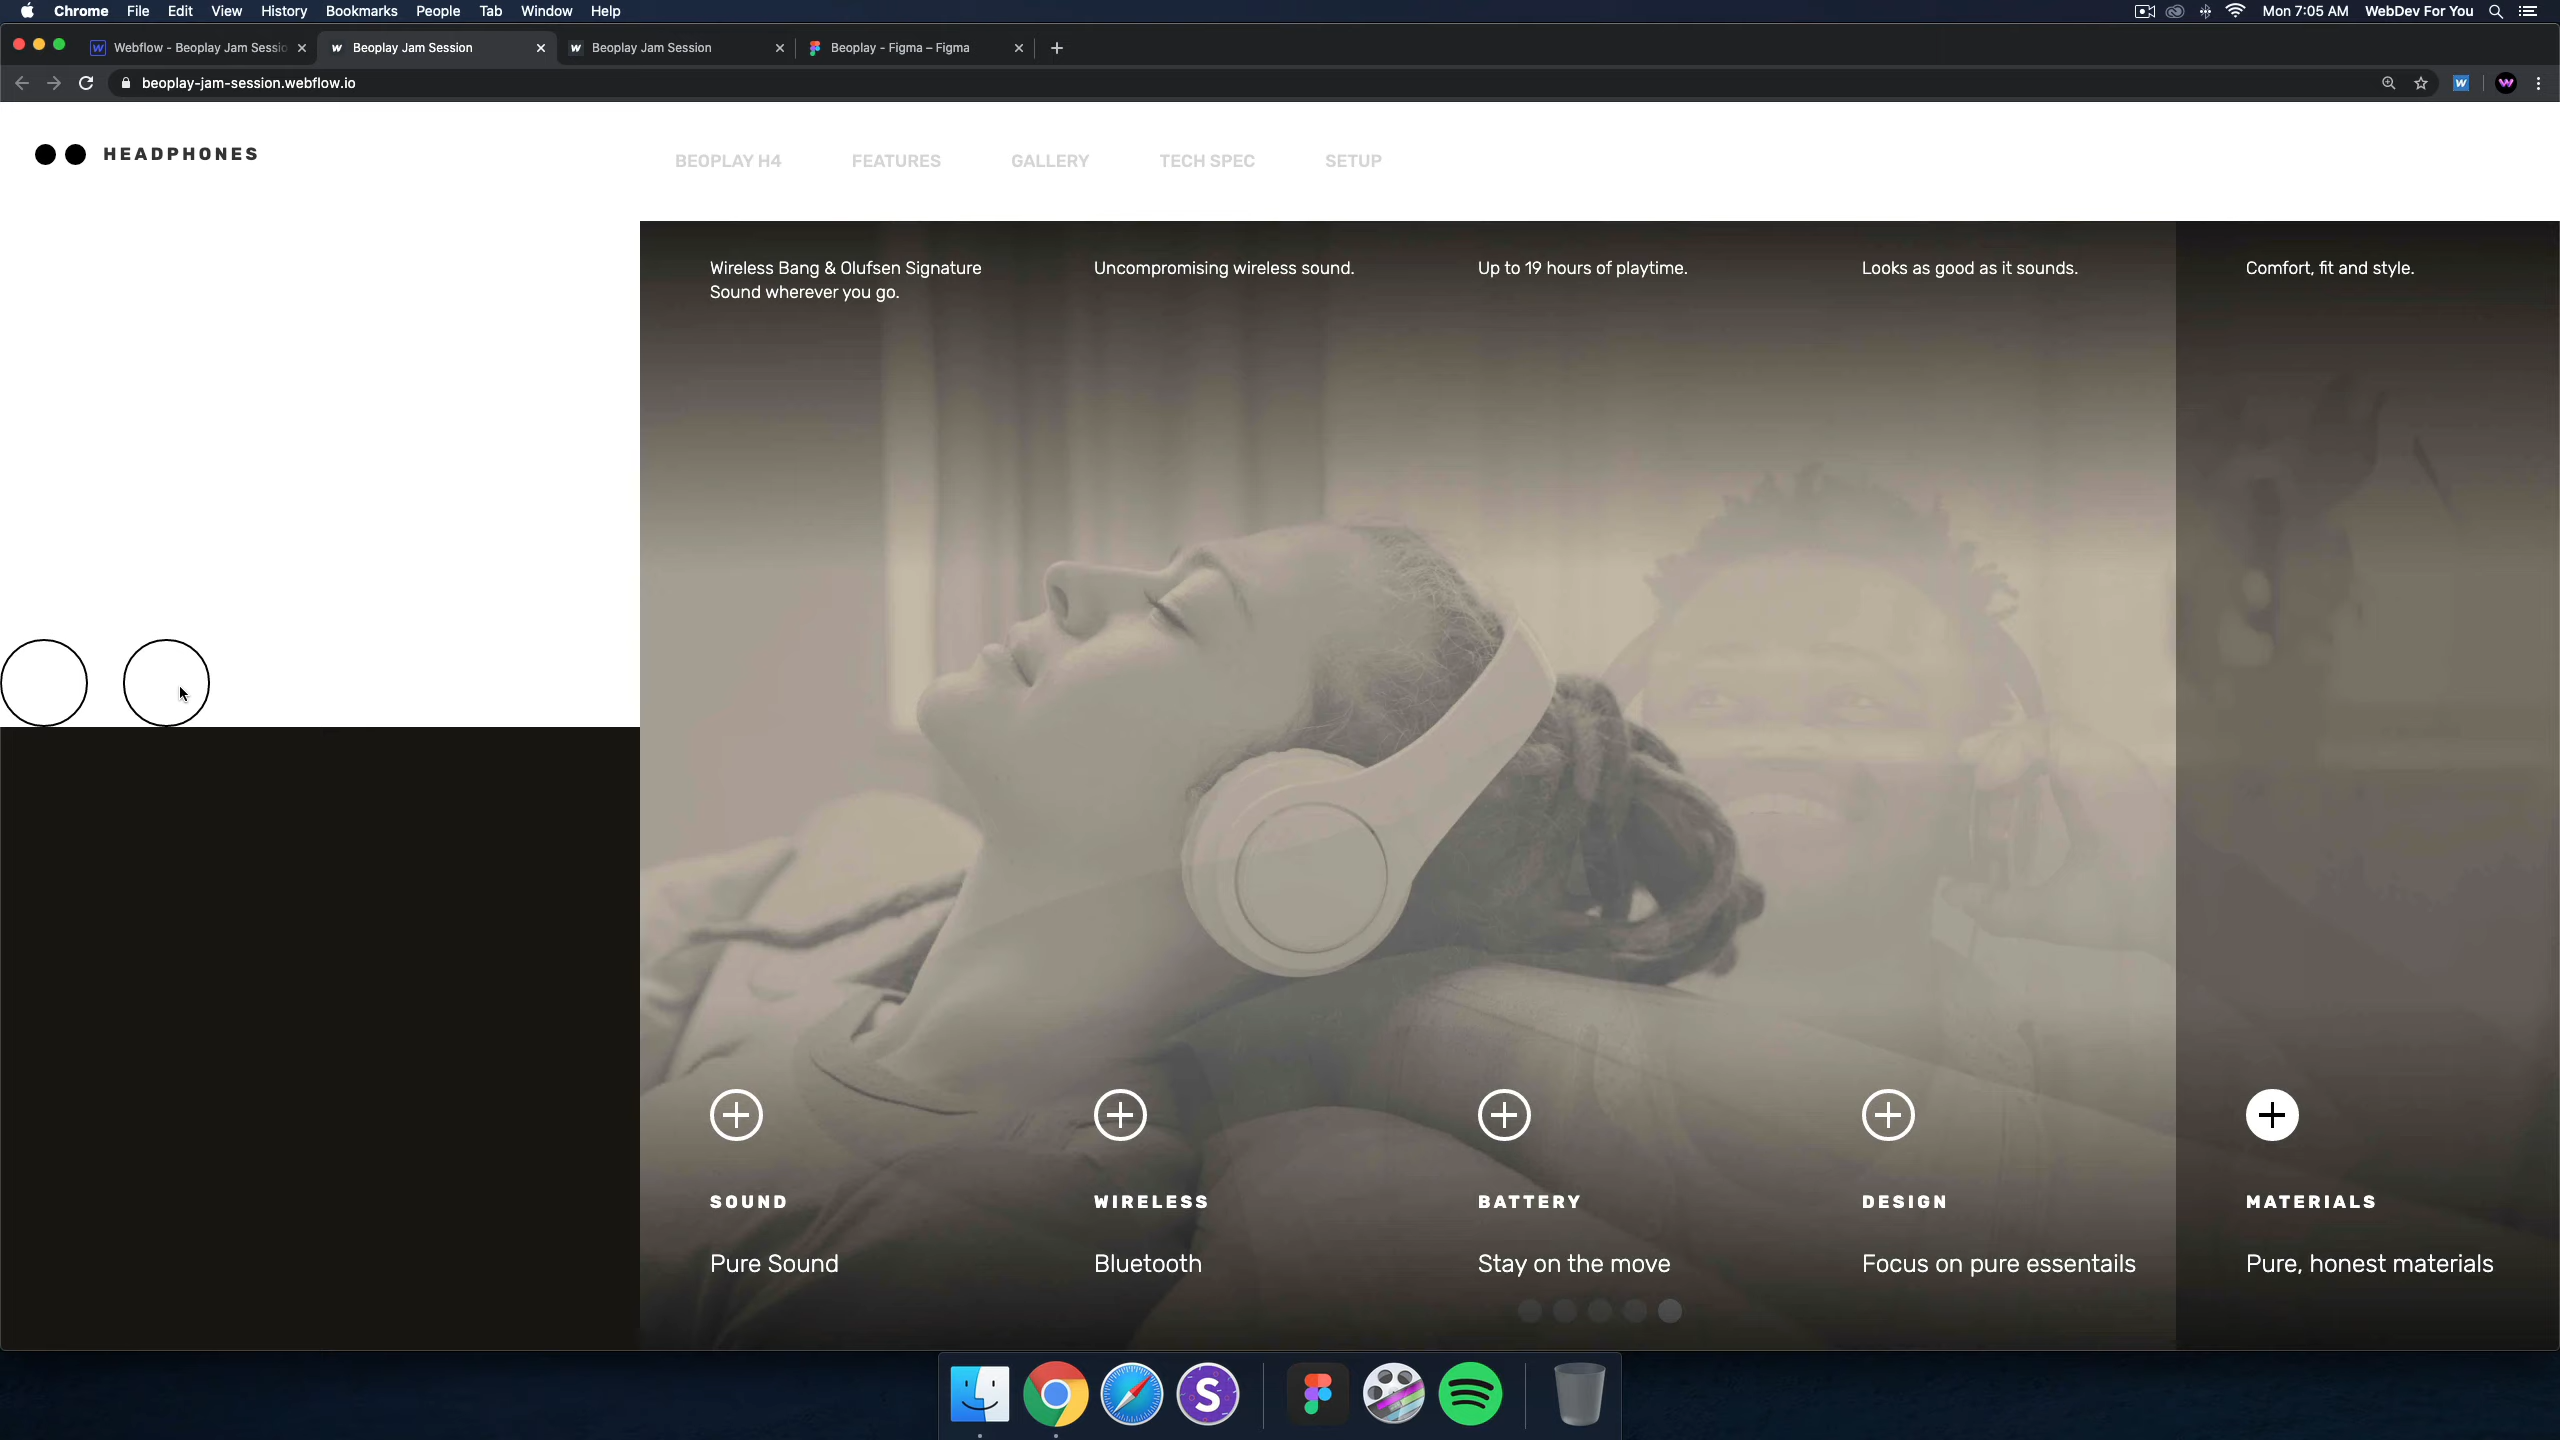 Chrome File Edit View History Bookmarks People Tab Window Help
Mon 7:05 AM WebDev For You
Webflow - Beoplay Jam Sessio
Beoplay Jam Session
Beoplay Jam Session
Beoplay - Figma – Figma
beoplay-jam-session.webflow.io
HEADPHONES
BEOPLAY H4 FEATURES GALLERY TECH SPEC SETUP
Wireless Bang & Olufsen Signature
Sound wherever you go.
Uncompromising wireless sound.
Up to 19 hours of playtime.
Looks as good as it sounds.
Comfort, fit and style.
SOUND
Pure Sound
WIRELESS
Bluetooth
BATTERY
Stay on the move
DESIGN
Focus on pure essentails
MATERIALS
Pure, honest materials